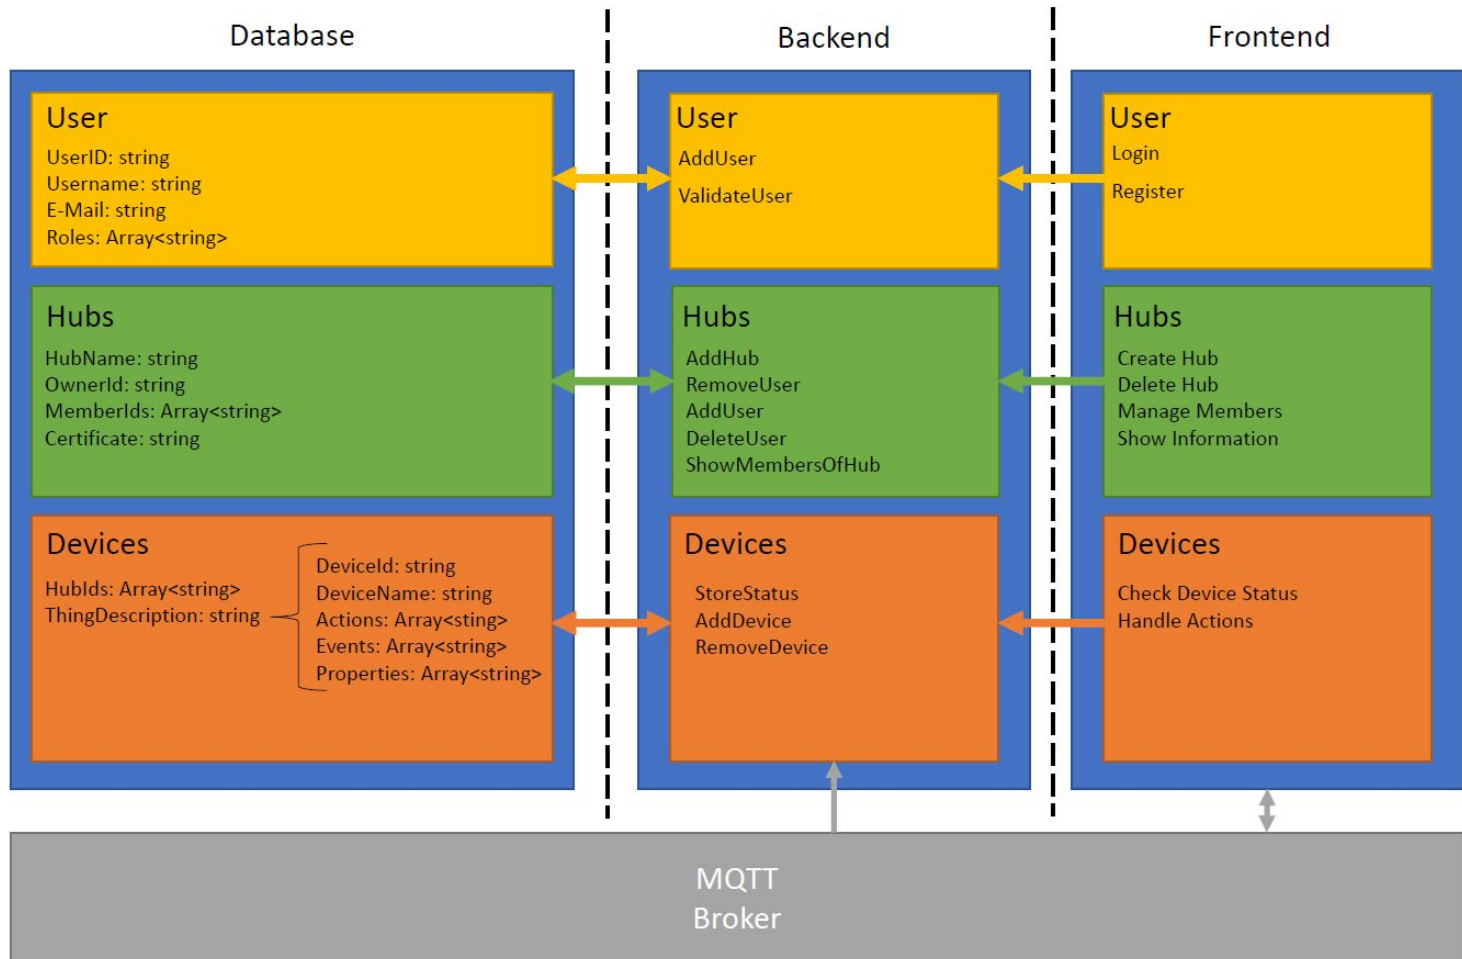 Database
User
UserID: string
Username: string
E-Mail: string
Roles: Array<string>
Hubs
HubName: string
OwnerId: string
MemberIds: Array<string>
Certificate: string
Devices
HubIds: Array<string>
ThingDescription: string
DeviceId: string
DeviceName: string
Actions: Array<sting>
Events: Array<string>
Properties: Array<string>
Backend
User
AddUser
ValidateUser
Hubs
AddHub
RemoveUser
AddUser
DeleteUser
ShowMembersOfHub
Devices
StoreStatus
AddDevice
RemoveDevice
Frontend
User
Login
Register
Hubs
Create Hub
Delete Hub
Manage Members
Show Information
Devices
Check Device Status
Handle Actions
MQTT
Broker